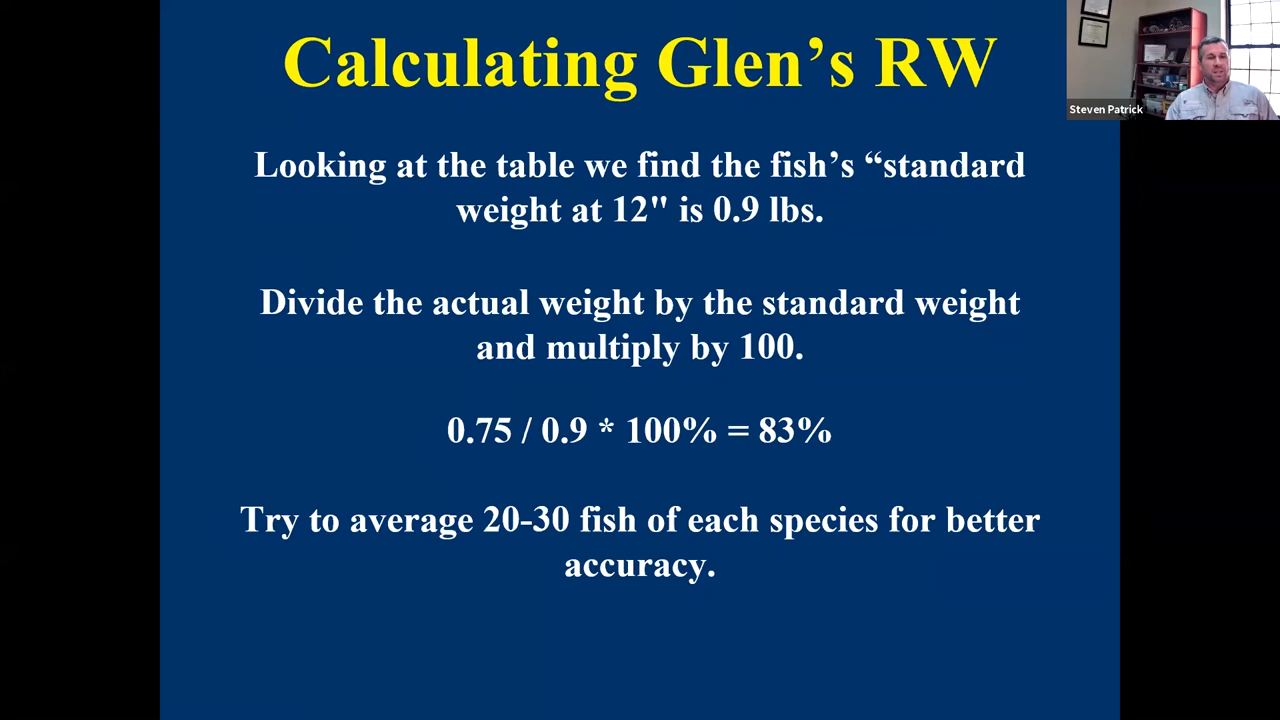 Calculating Glen’s RW
Steven Patrick
Looking at the table we find the fish’s “standard
weight at 12" is 0.9 lbs.
Divide the actual weight by the standard weight
and multiply by 100.
0.75 / 0.9 * 100% = 83%
Try to average 20-30 fish of each species for better
accuracy.